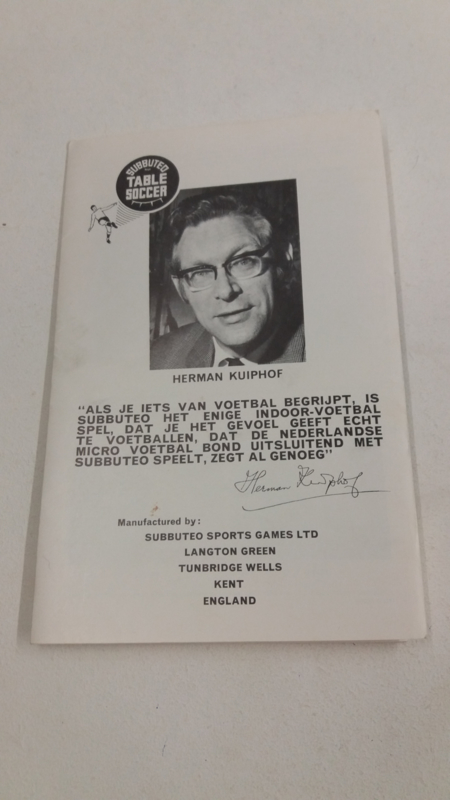 SUBBUTEO
TABLE
SOCCER
HERMAN KUIPHOF
"ALS JE IETS VAN VOETBAL BEGRIJPT, IS
SUBBUTEO HET ENIGE INDOOR-VOETBAL
SPEL, DAT JE HET GEVOEL GEEFT ECHT
TE VOETBALLEN, DAT DE NEDERLANDSE
MICRO VOETBAL BOND UITSLUITEND MET
SUBBUTEO SPEELT, ZEGT AL GENOEG"
Herman Kuiphof
Manufactured by:
SUBBUTEO SPORTS GAMES LTD
LANGTON GREEN
TUNBRIDGE WELLS
KENT
ENGLAND